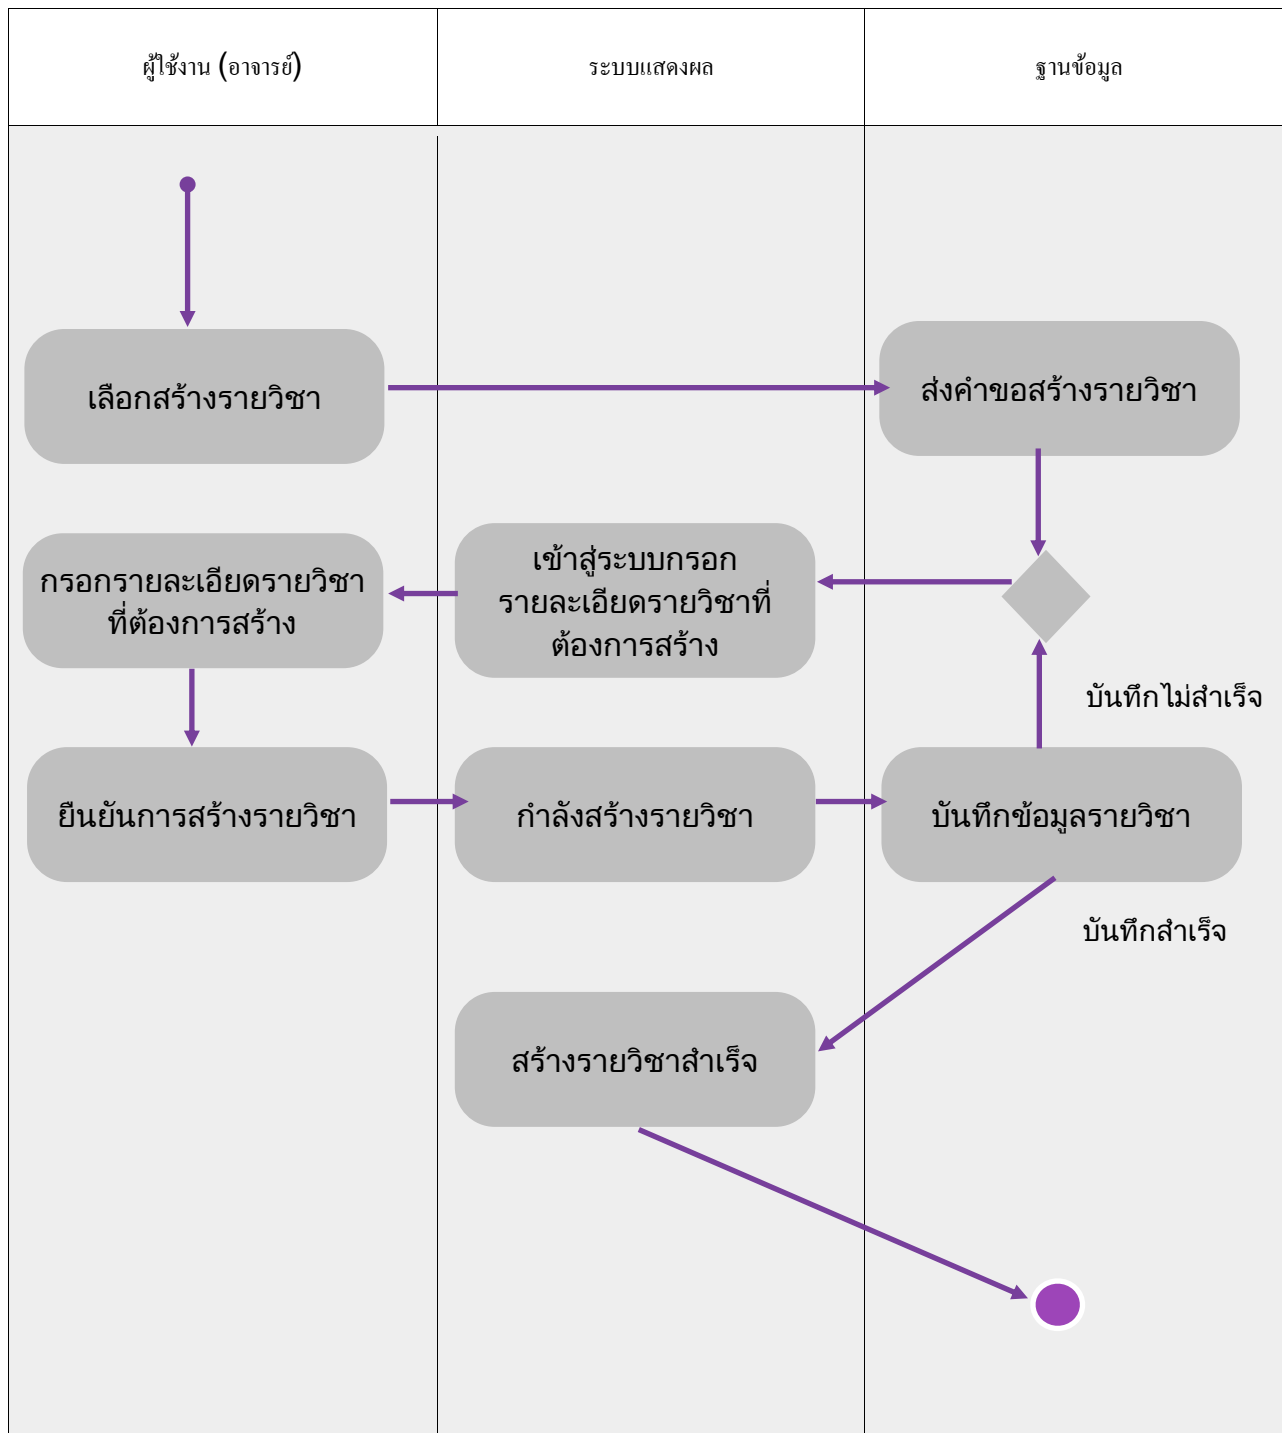 ผู้ใช้งาน (อาจารย์)
ระบบแสดงผล
ฐานข้อมูล
เลือกสร้างรายวิชา
ส่งคำขอสร้างรายวิชา
กรอกรายละเอียดรายวิชา
ที่ต้องการสร้าง
เข้าสู่ระบบกรอก
รายละเอียดรายวิชาที่
ต้องการสร้าง
บันทึกไม่สำเร็จ
ยืนยันการสร้างรายวิชา
กำลังสร้างรายวิชา
บันทึกข้อมูลรายวิชา
บันทึกสำเร็จ
สร้างรายวิชาสำเร็จ